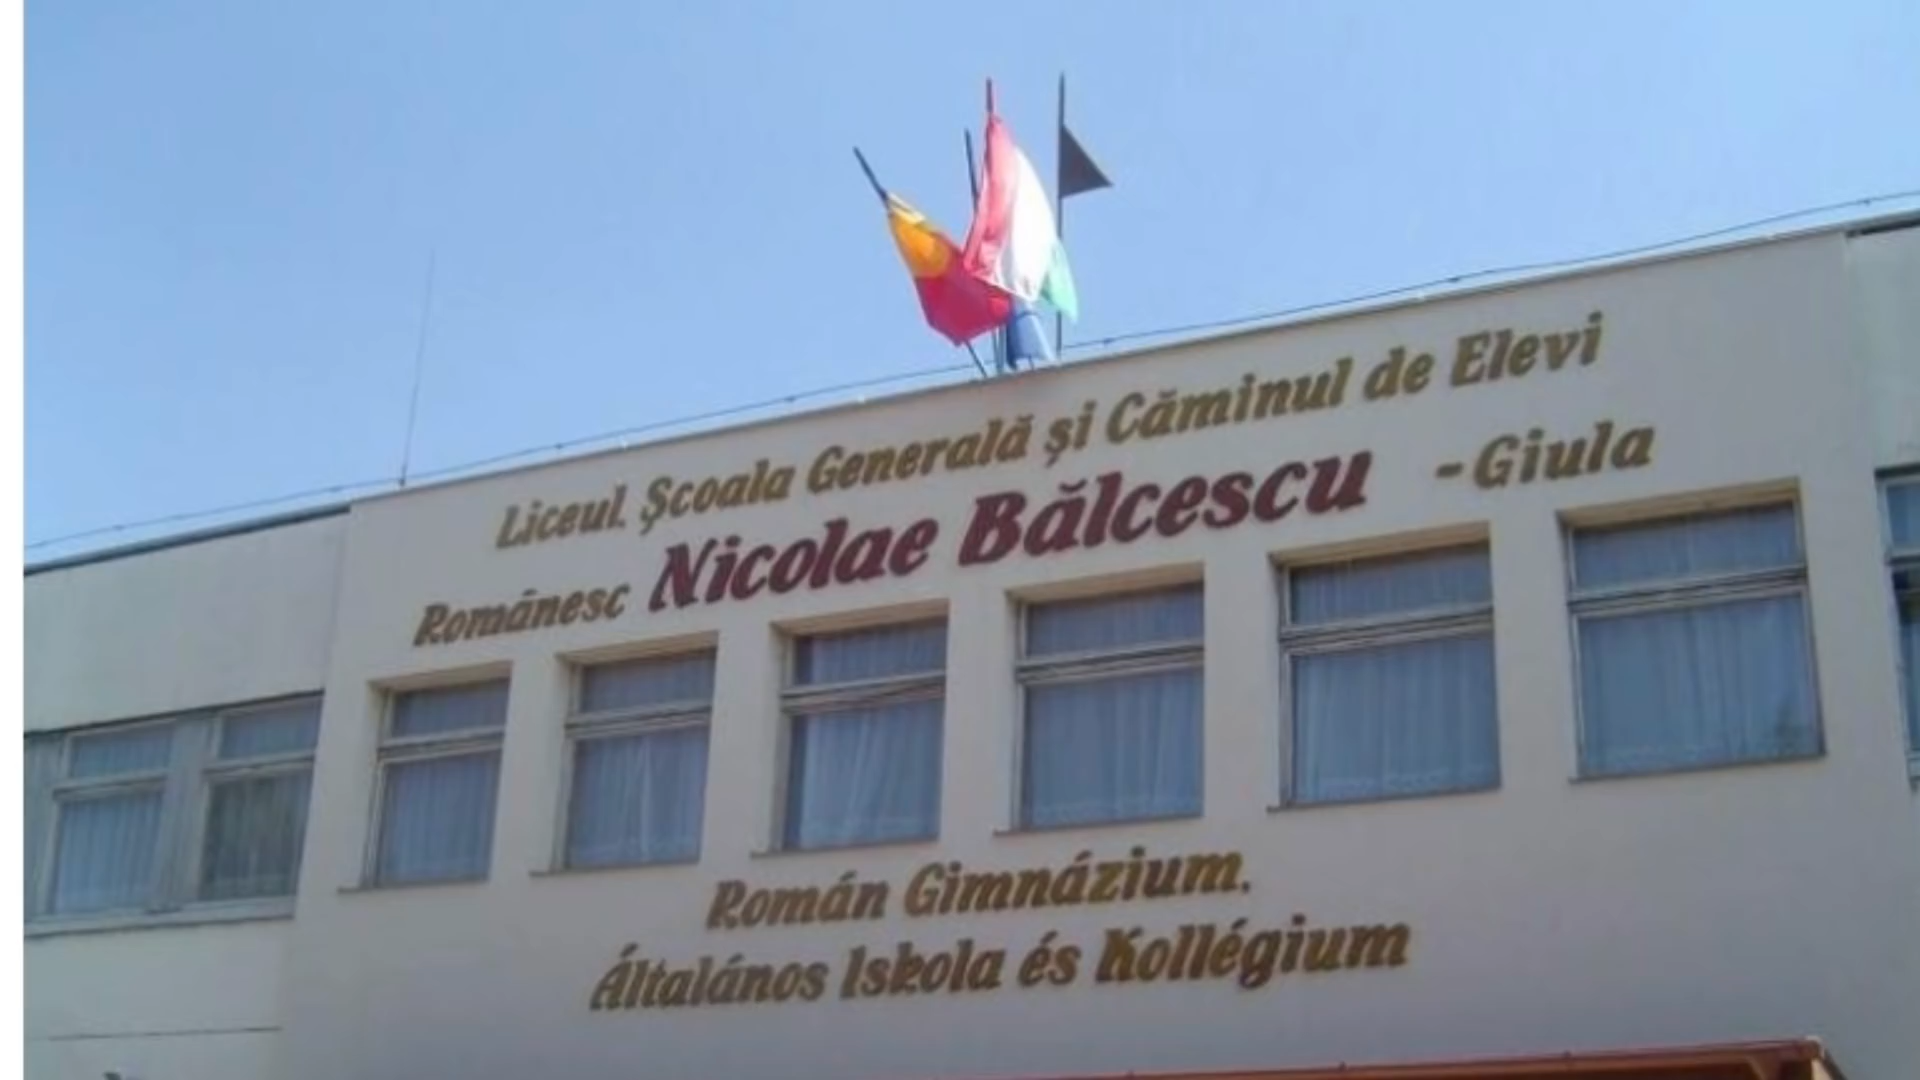 Liceul, Şcoala Generală şi Căminul de Elevi
Românesc Nicolae Bălcescu - Giula
Román Gimnázium,
Általános Iskola és Kollégium